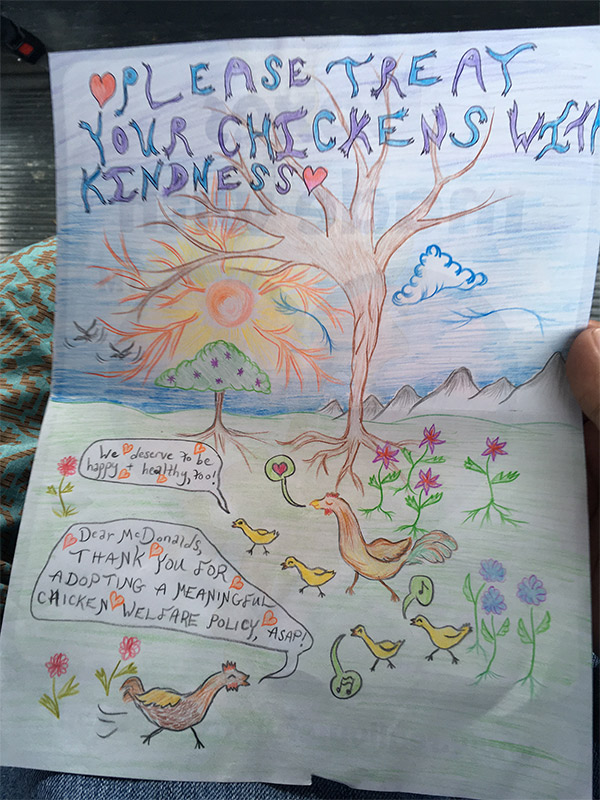 PLEASE TREAT
YOUR CHICKENS WITH
KINDNESS
We deserve to be
happy + healthy, too!
Dear McDonalds,
THANK YOU FOR
ADOPTING A MEANINGFUL
CHICKEN WELFARE POLICY, ASAP!